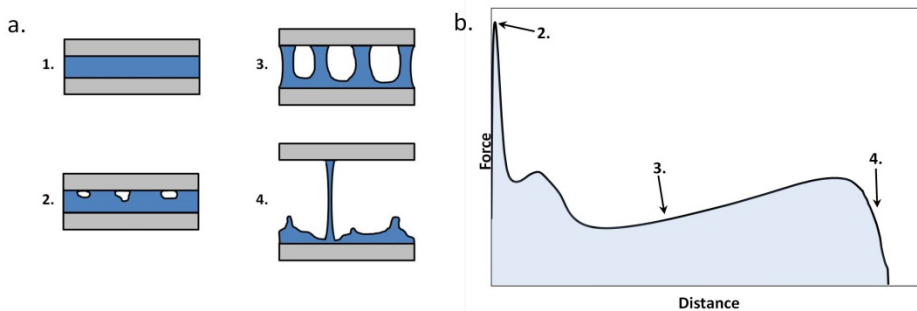 a.
1.
2.
3.
4.
b.
2.
3.
4.
Force
Distance